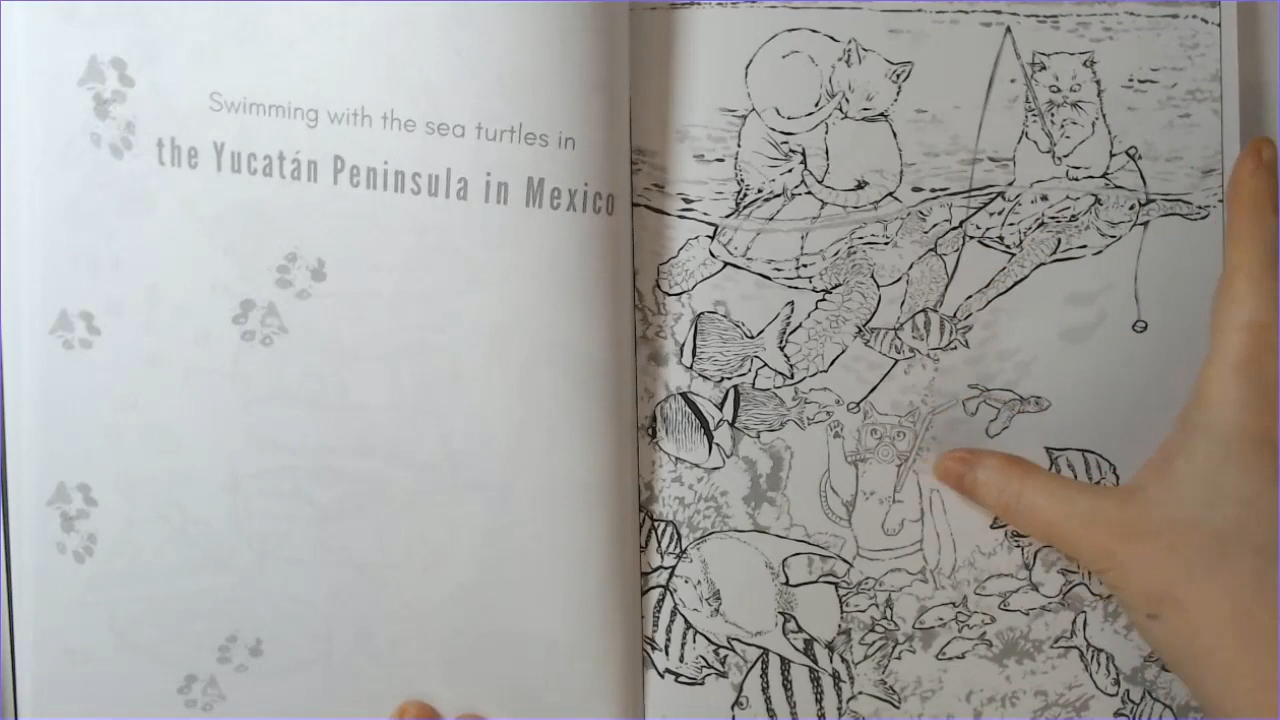 Swimming with the sea turtles in
the Yucatán Peninsula in Mexico